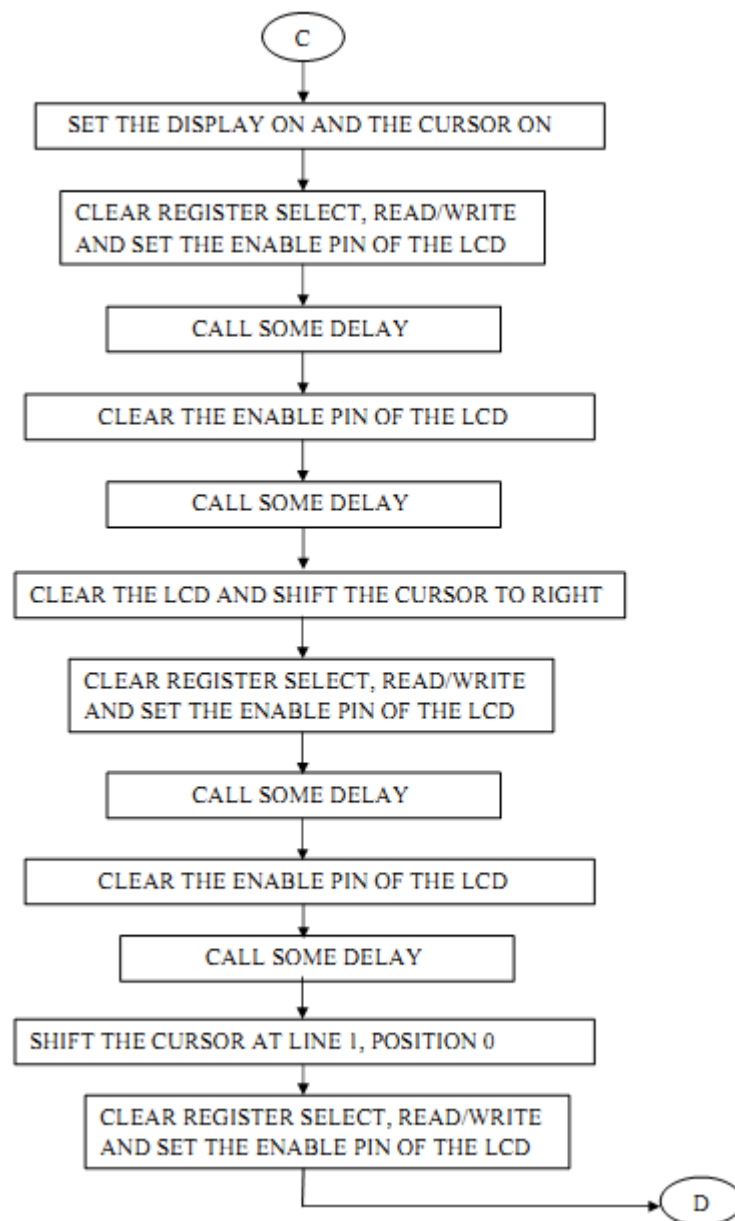 C
SET THE DISPLAY ON AND THE CURSOR ON
CLEAR REGISTER SELECT, READ/WRITE
AND SET THE ENABLE PIN OF THE LCD
CALL SOME DELAY
CLEAR THE ENABLE PIN OF THE LCD
CALL SOME DELAY
CLEAR THE LCD AND SHIFT THE CURSOR TO RIGHT
CLEAR REGISTER SELECT, READ/WRITE
AND SET THE ENABLE PIN OF THE LCD
CALL SOME DELAY
CLEAR THE ENABLE PIN OF THE LCD
CALL SOME DELAY
SHIFT THE CURSOR AT LINE 1, POSITION 0
CLEAR REGISTER SELECT, READ/WRITE
AND SET THE ENABLE PIN OF THE LCD
D